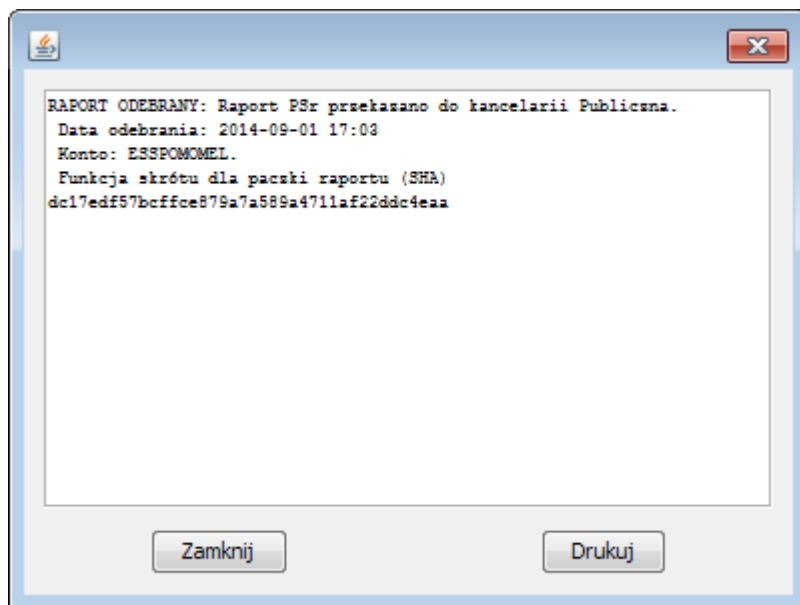 RAPORT ODEBRANY: Raport PSr przekazano do kancelarii Publiczna.
Data odebrania: 2014-09-01 17:03
Konto: ESSPOMOMEL.
Funkcja skrótu dla paczki raportu (SHA)
dc17edf57bcffce879a7a589a4711af22ddc4eaa
Zamknij
Drukuj